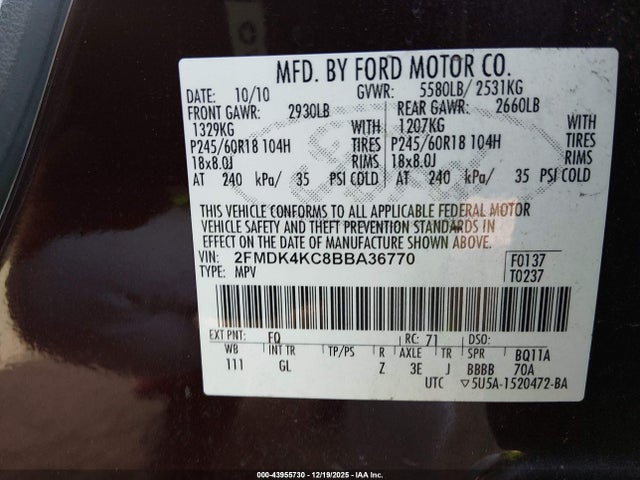 MFD. BY FORD MOTOR CO.
DATE: 10/10 GVWR: 5580LB/ 2531KG
FRONT GAWR: 2930LB REAR GAWR: 2660LB
1329KG WITH 1207KG WITH
P245/60R18 104H TIRES P245/60R18 104H TIRES
18x8.0J RIMS 18x8.0J RIMS
AT 240 kPa/ 35 PSI COLD AT 240 kPa/ 35 PSI COLD
THIS VEHICLE CONFORMS TO ALL APPLICABLE FEDERAL MOTOR
VEHICLE SAFETY AND THEFT PREVENTION STANDARDS IN
EFFECT ON THE DATE OF MANUFACTURE SHOWN ABOVE.
VIN: 2FMDK4KC8BBA36770 F0137
TYPE: MPV T0237
EXT PNT: FQ RC: 71 DSO:
WB INT TR TP/PS R AXLE TR SPR BQ11A
111 GL Z 3E J BBBB 70A
UTC ▽5U5A-1520472-BA
000-43955730 - 12/19/2025 - IAA Inc.